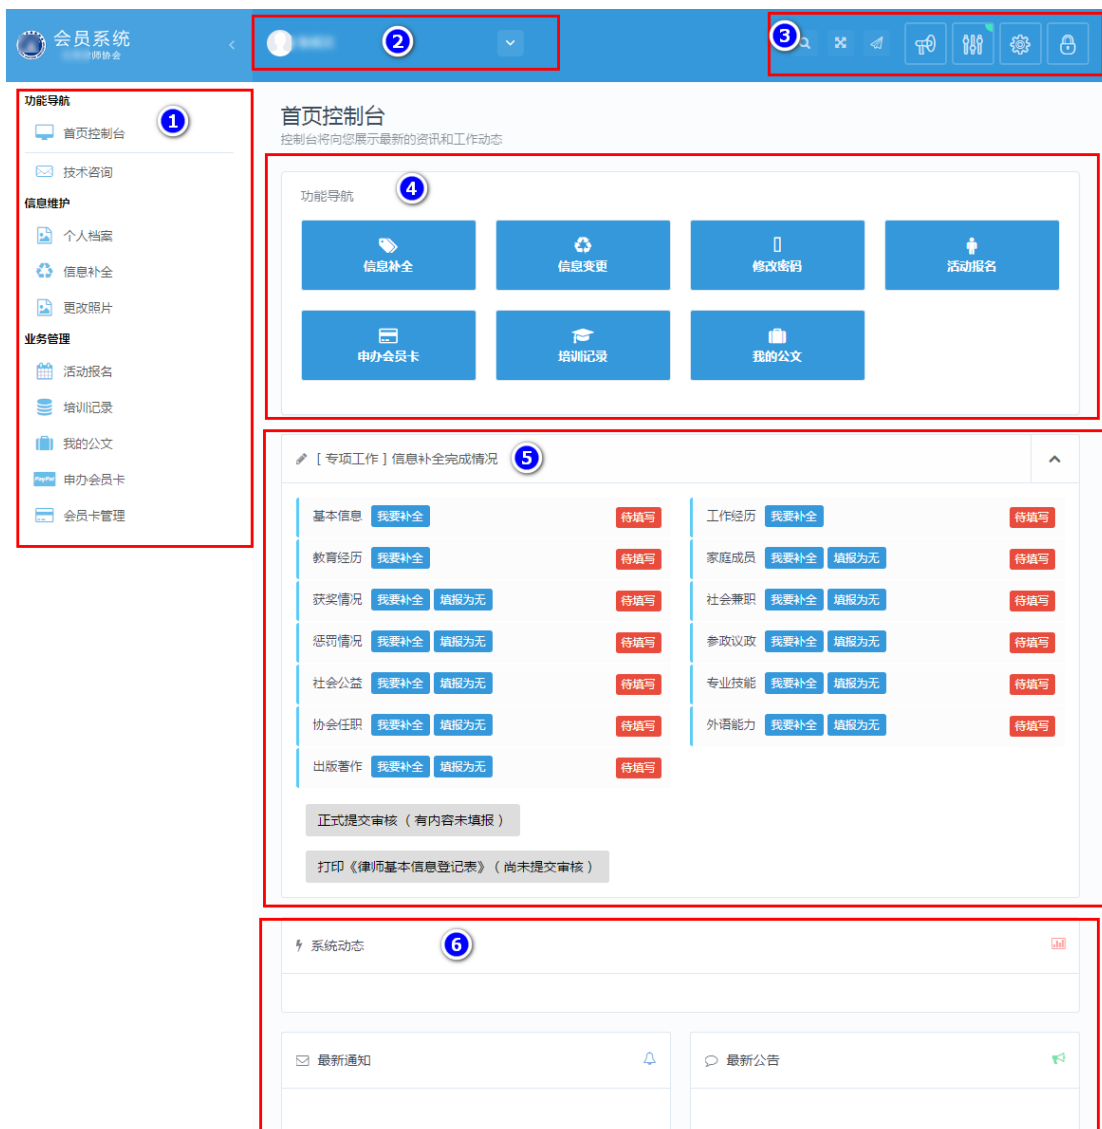 会员系统
师协会
2
3
功能导航
1
首页控制台
技术咨询
信息维护
个人档案
信息补全
更改照片
业务管理
活动报名
培训记录
我的公文
PayPal 申办会员卡
会员卡管理
首页控制台
控制台将向您展示最新的资讯和工作动态
功能导航
4
信息补全
信息变更
修改密码
活动报名
申办会员卡
培训记录
我的公文
[ 专项工作 ] 信息补全完成情况
5
基本信息 我要补全 待填写
工作经历 我要补全 待填写
教育经历 我要补全 待填写
家庭成员 我要补全 填报为无 待填写
获奖情况 我要补全 填报为无 待填写
社会兼职 我要补全 填报为无 待填写
惩罚情况 我要补全 填报为无 待填写
参政议政 我要补全 填报为无 待填写
社会公益 我要补全 填报为无 待填写
专业技能 我要补全 填报为无 待填写
协会任职 我要补全 填报为无 待填写
外语能力 我要补全 填报为无 待填写
出版著作 我要补全 填报为无 待填写
正式提交审核 （ 有内容未填报 ）
打印《律师基本信息登记表》（ 尚未提交审核 ）
系统动态
6
最新通知
最新公告